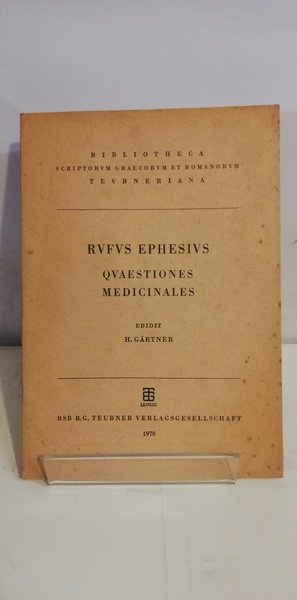 BIBLIOTHECA
SCRIPTORVM GRAECORVM ET ROMANORVM
TEVBNERIANA
RVFVS EPHESIVS
QVAESTIONES
MEDICINALES
EDIDIT
H. GÄRTNER
LEIPZIG
BSB B.G. TEUBNER VERLAGSGESELLSCHAFT
1970